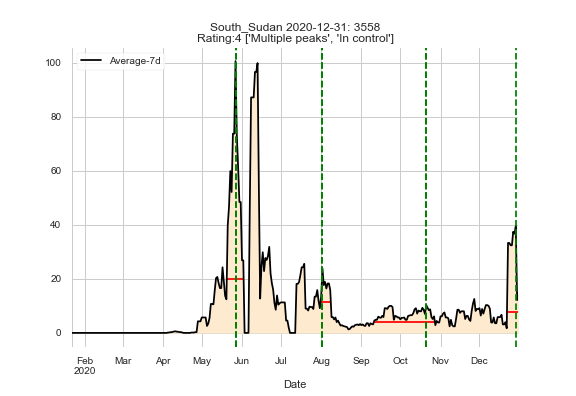 South_Sudan 2020-12-31: 3558
Rating:4 ['Multiple peaks', 'In control']
Average-7d
100
80
60
40
20
0
Feb Mar Apr May Jun Jul Aug Sep Oct Nov Dec
2020
Date